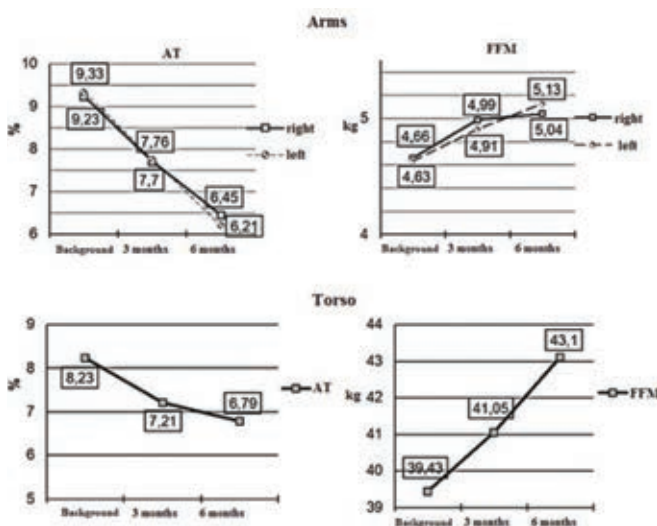 Arms
AT
10
9
8
7
6
%
9,33
9,23
7,76
7,7
6,45
6,21
right
left
Background 3 months 6 months
FFM
5
4
kg
4,66
4,63
4,99
4,91
5,13
5,04
right
left
Background 3 months 6 months
Torso
9
8
7
6
5
%
8,23
7,21
6,79
AT
Background 3 months 6 months
44
43
42
41
40
39
kg
39,43
41,05
43,1
FFM
Background 3 months 6 months